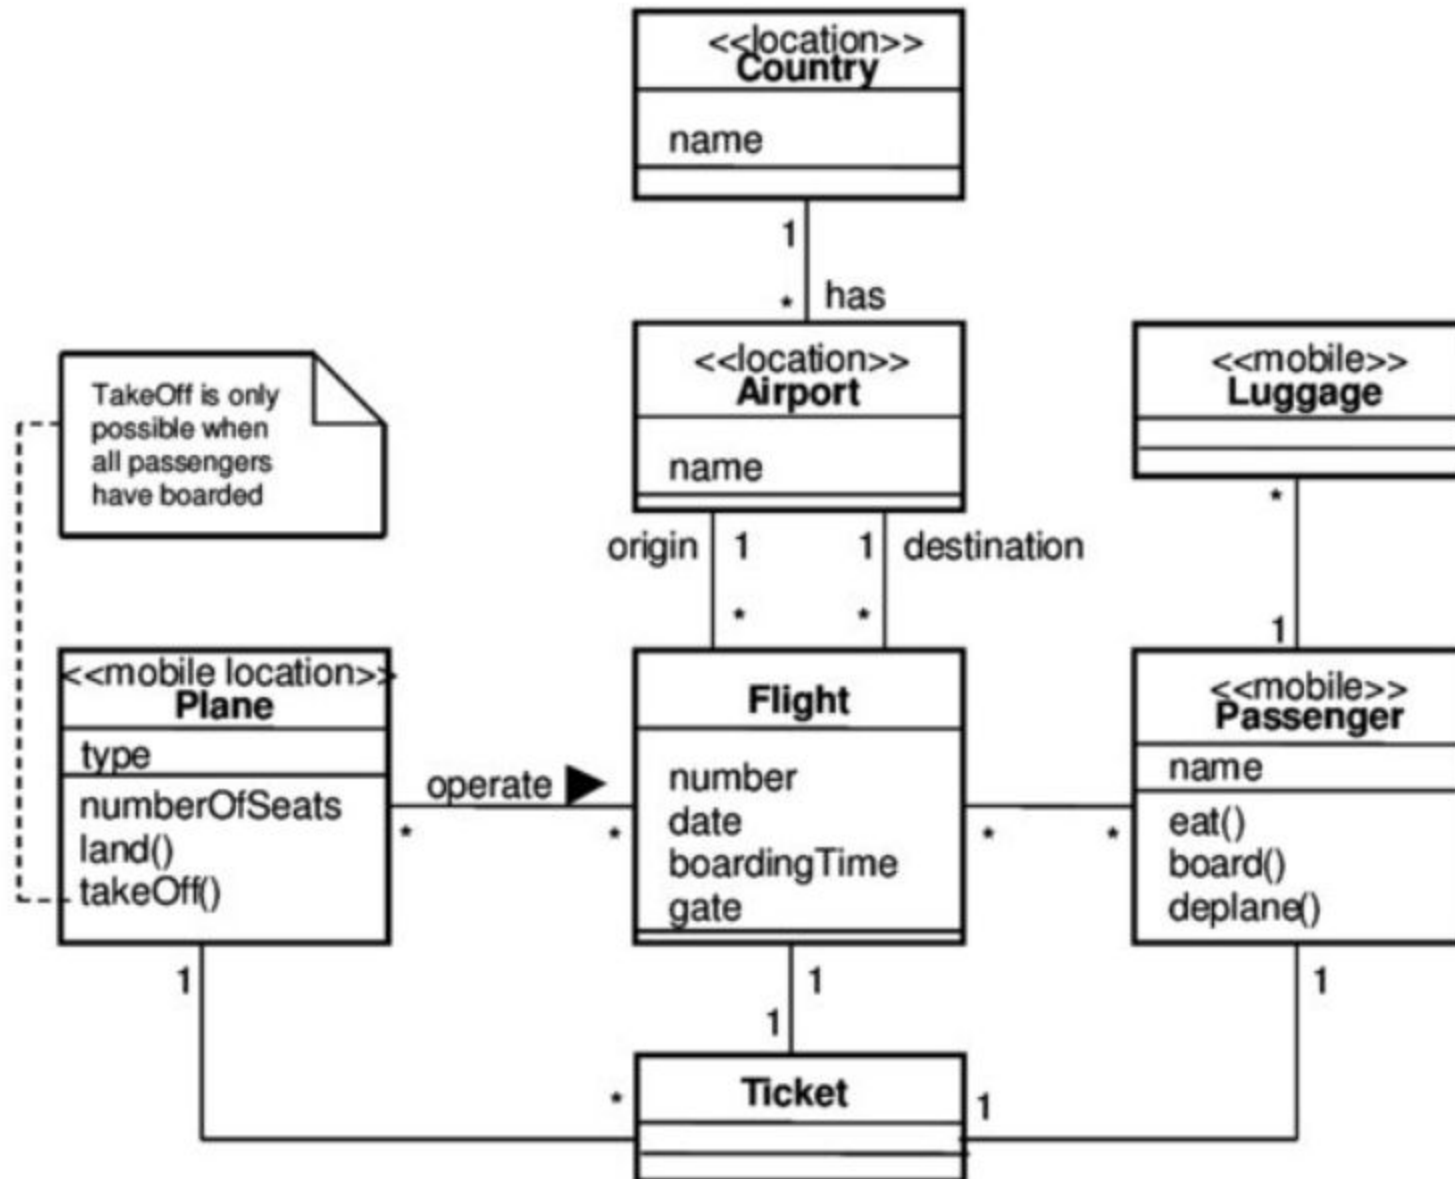 <<location>>
Country
name
1
* has
<<location>>
Airport
name
<<mobile>>
Luggage
TakeOff is only
possible when
all passengers
have boarded
origin 1 1 destination
* *
*
1
<<mobile location>>
Plane
type
numberOfSeats
land()
takeOff()
operate
* *
Flight
number
date
boardingTime
gate
* *
<<mobile>>
Passenger
name
eat()
board()
deplane()
1
1
1
1
* 1
Ticket